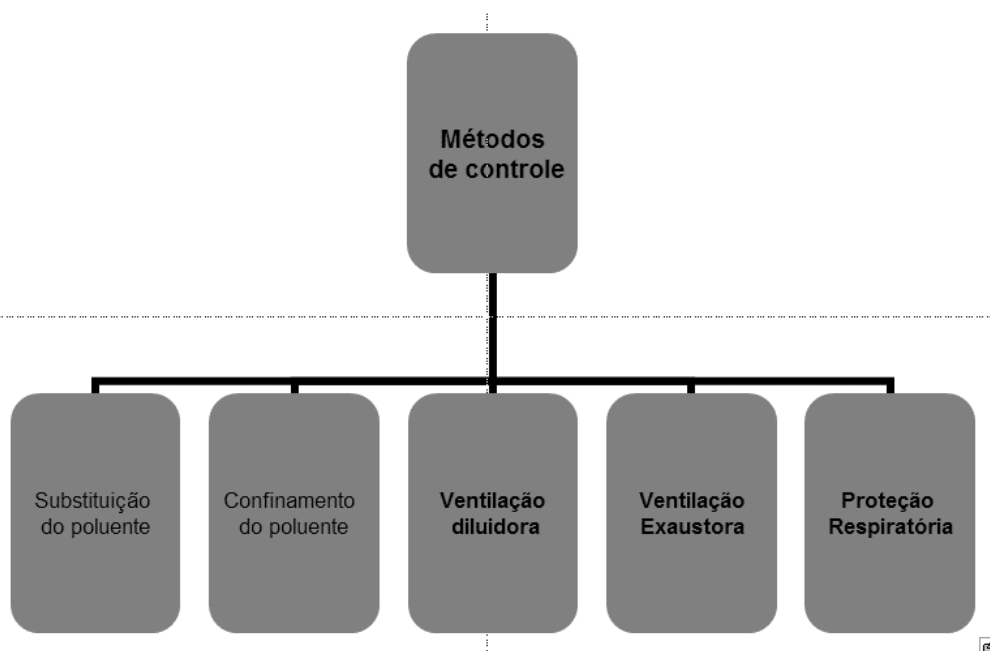 Métodos
de controle
Substituição
do poluente
Confinamento
do poluente
Ventilação
diluidora
Ventilação
Exaustora
Proteção
Respiratória